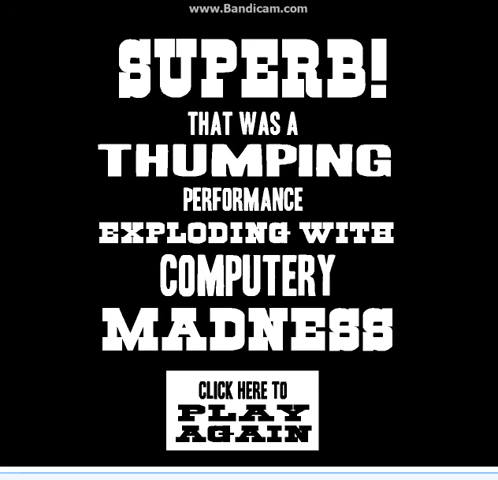 www.Bandicam.com
SUPERB!
THAT WAS A
THUMPING
PERFORMANCE
EXPLODING WITH
COMPUTERY
MADNESS
CLICK HERE TO
PLAY
AGAIN